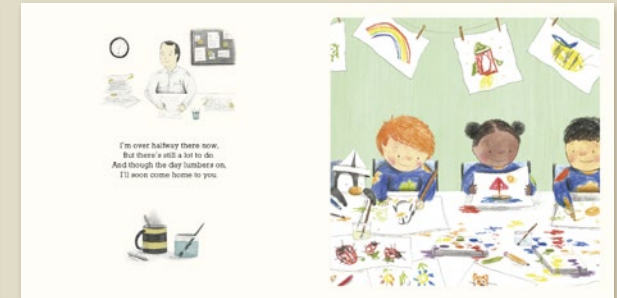 I'm over halfway there now,
But there's still a lot to do
And though the day lumbers on,
I'll soon come home to you.